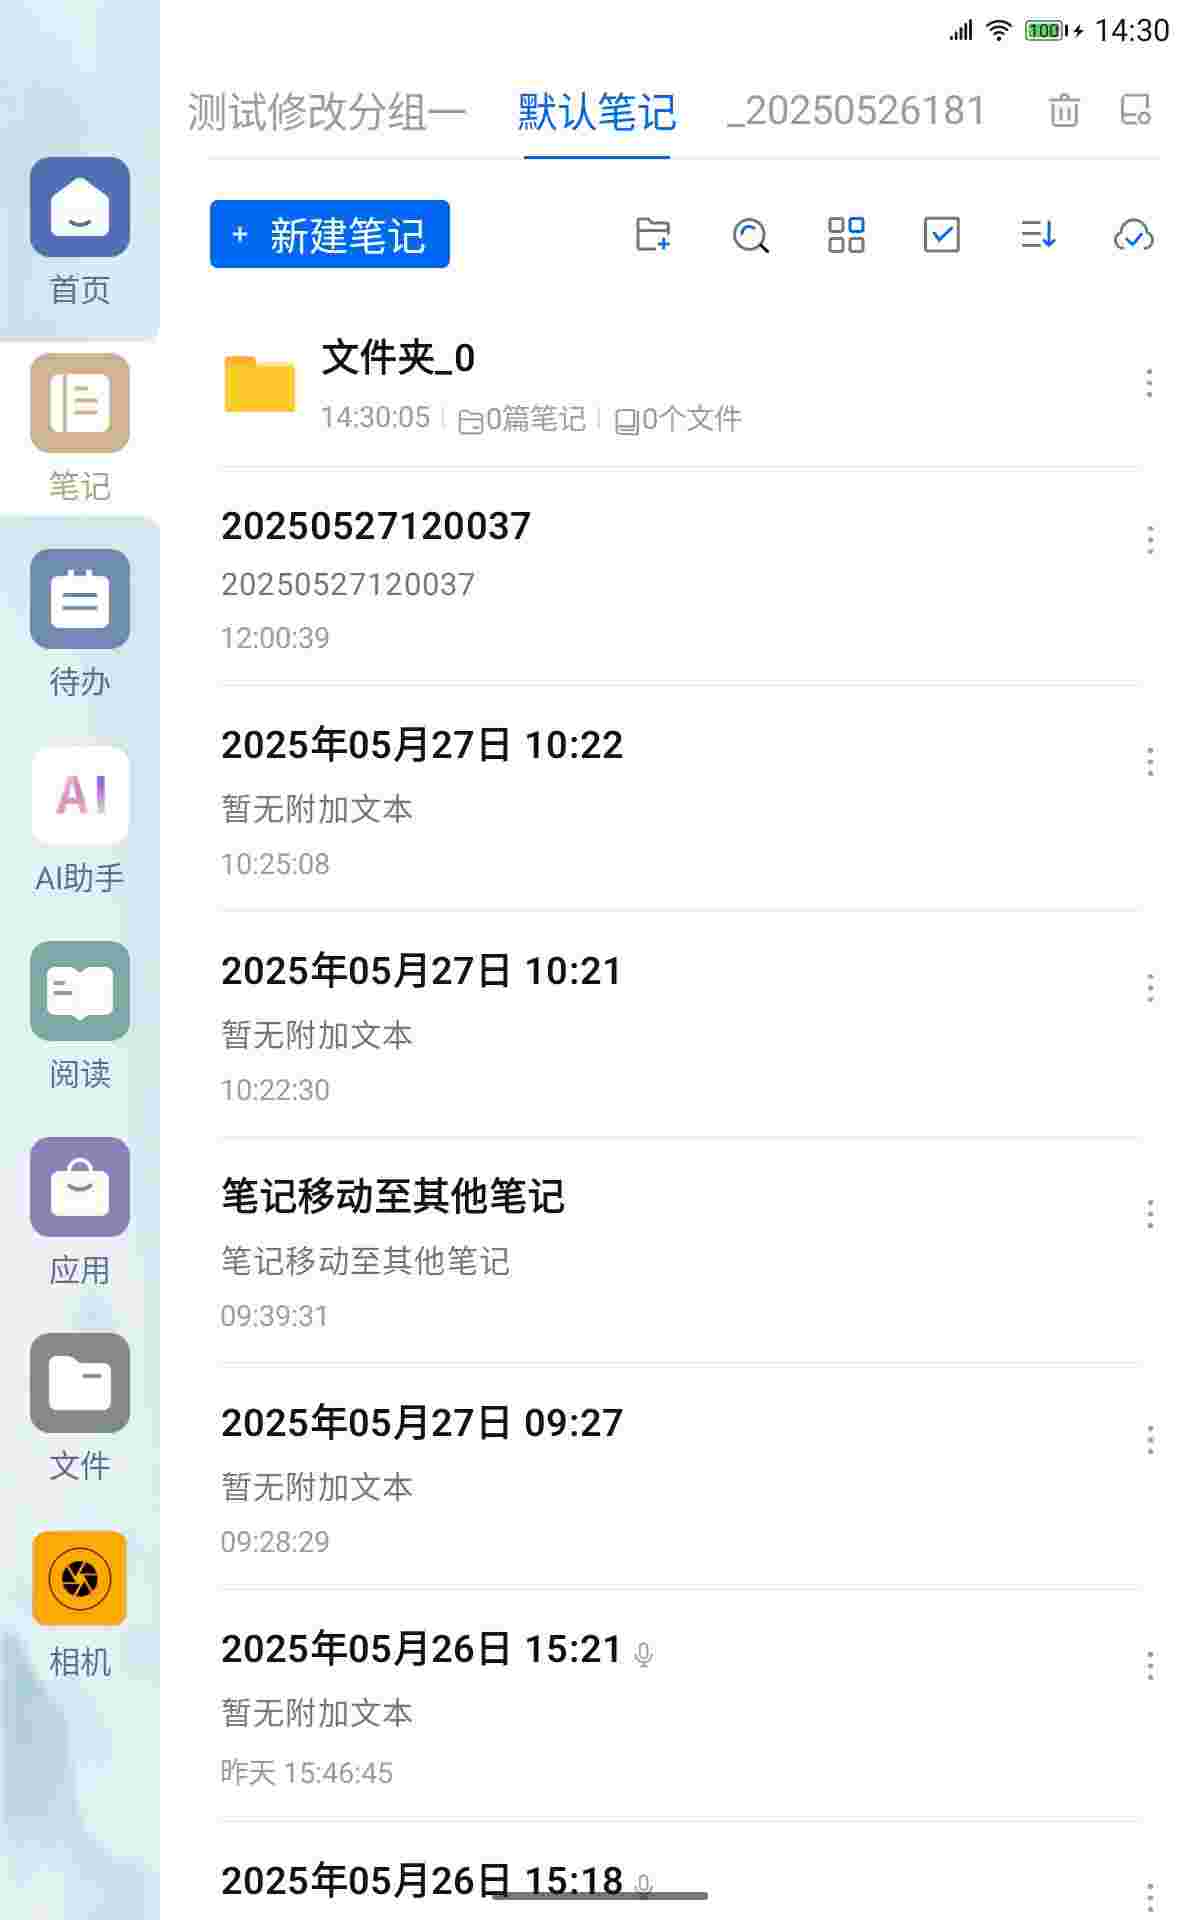 100 14:30
测试修改分组一 默认笔记 _20250526181
+ 新建笔记
文件夹_0
14:30:05 0篇笔记 0个文件
20250527120037
20250527120037
12:00:39
2025年05月27日 10:22
暂无附加文本
10:25:08
2025年05月27日 10:21
暂无附加文本
10:22:30
笔记移动至其他笔记
笔记移动至其他笔记
09:39:31
2025年05月27日 09:27
暂无附加文本
09:28:29
2025年05月26日 15:21
暂无附加文本
昨天 15:46:45
2025年05月26日 15:18
首页
笔记
待办
AI
AI助手
阅读
应用
文件
相机